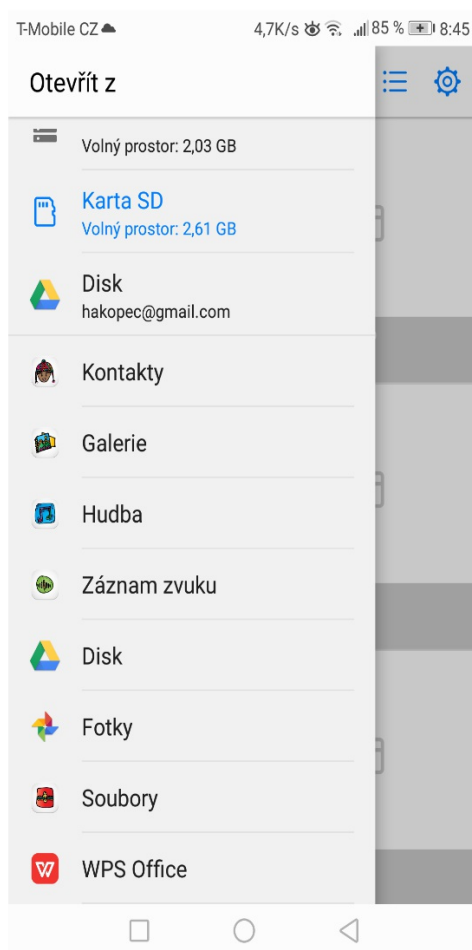 T-Mobile CZ 4,7K/s 85 % 8:45
Otevřít z
Volný prostor: 2,03 GB
Karta SD
Volný prostor: 2,61 GB
Disk
hakopec@gmail.com
Kontakty
Galerie
Hudba
Záznam zvuku
Disk
Fotky
Soubory
WPS Office